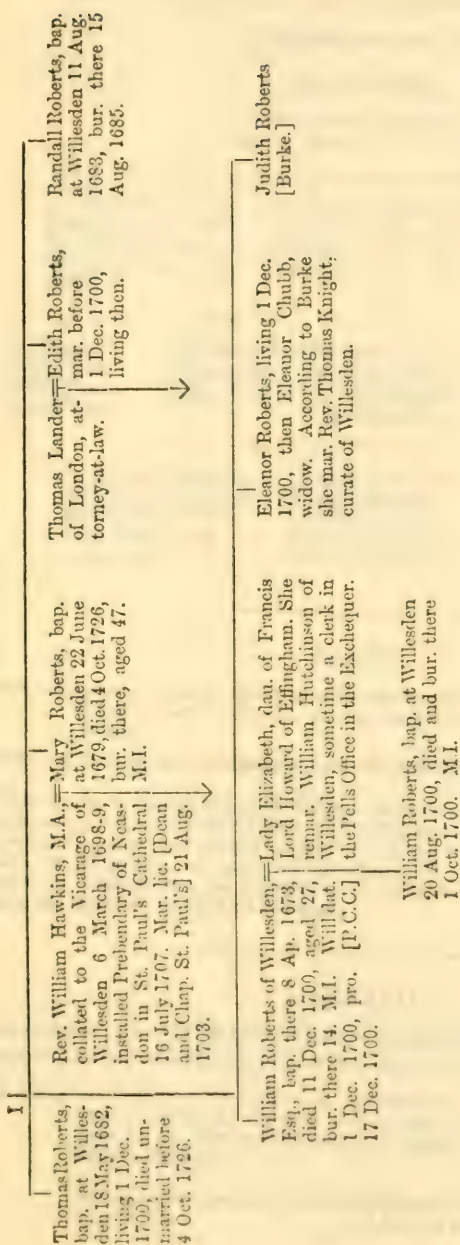 I
Thomas Roberts,
bap. at Willes-
den 18 May 1682,
living 1 Dec.
1700, died un-
married before
4 Oct. 1726.
Rev. William Hawkins, M.A.,=Mary Roberts, bap.
collated to the Vicarage of
Willesden 6 March 1698-9,
installed Prebendary of Neas-
don in St. Paul's Cathedral
16 July 1707. Mar. lic. [Dean
and Chap. St. Paul's] 21 Aug.
1703.
at Willesden 22 June
1679, died 4 Oct. 1726,
bur. there, aged 47.
M.I.
Thomas Lander=Edith Roberts,
of London, at-
torney-at-law.
mar. before
1 Dec. 1700,
living then.
Randall Roberts, bap.
at Willesden 11 Aug.
1683, bur. there 15
Aug. 1685.
William Roberts of Willesden,=Lady Elizabeth, dau. of Francis
Esq., bap. there 8 Ap. 1673,
died 11 Dec. 1700, aged 27,
bur. there 14. M.I. Will dat.
1 Dec. 1700, pro. [P.C.C.]
17 Dec. 1700.
Lord Howard of Effingham. She
remar. William Hutchinson of
Willesden, sometime a clerk in
the Pells Office in the Exchequer.
Eleanor Roberts, living 1 Dec.
1700, then Eleanor Chubb,
widow. According to Burke
she mar. Rev. Thomas Knight,
curate of Willesden.
Judith Roberts
[Burke.]
William Roberts, bap. at Willesden
20 Aug. 1700, died and bur. there
1 Oct. 1700. M I.